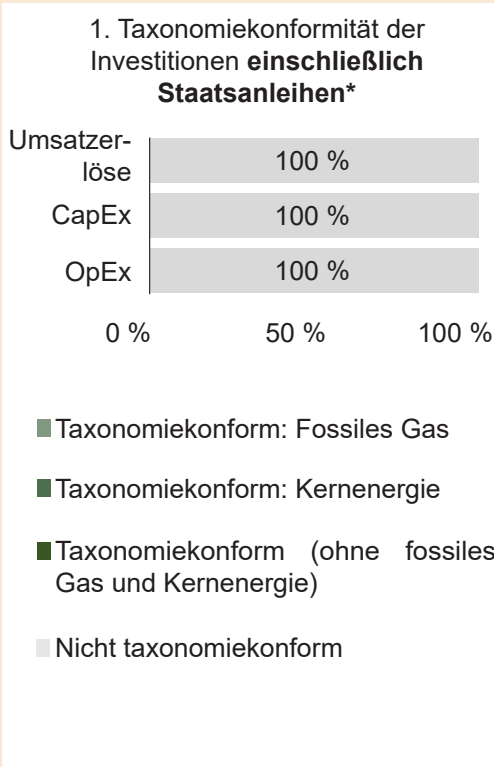 1. Taxonomiekonformität der
Investitionen einschließlich
Staatsanleihen*
Umsatzer-
löse
100 %
CapEx
100 %
OpEx
100 %
0 %
50 %
100 %
Taxonomiekonform: Fossiles Gas
Taxonomiekonform: Kernenergie
Taxonomiekonform (ohne fossiles
Gas und Kernenergie)
Nicht taxonomiekonform